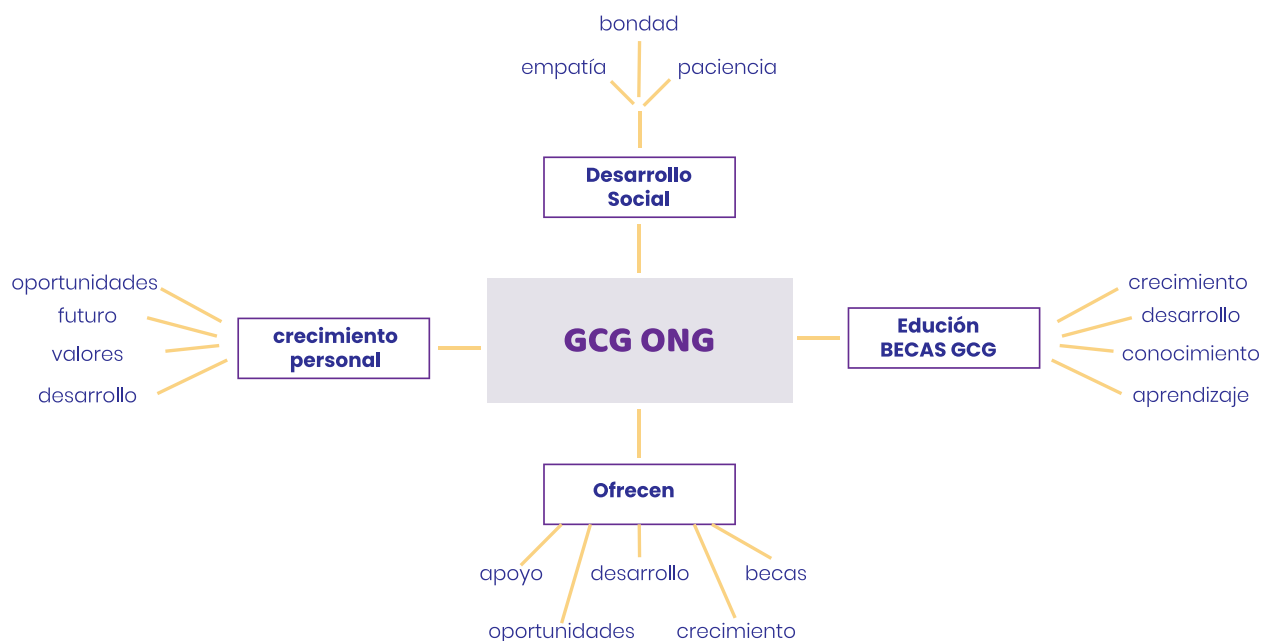 bondad
empatía
paciencia
Desarrollo
Social
oportunidades
futuro
valores
desarrollo
crecimiento
personal
GCG ONG
Edución
BECAS GCG
crecimiento
desarrollo
conocimiento
aprendizaje
Ofrecen
apoyo
desarrollo
becas
oportunidades
crecimiento